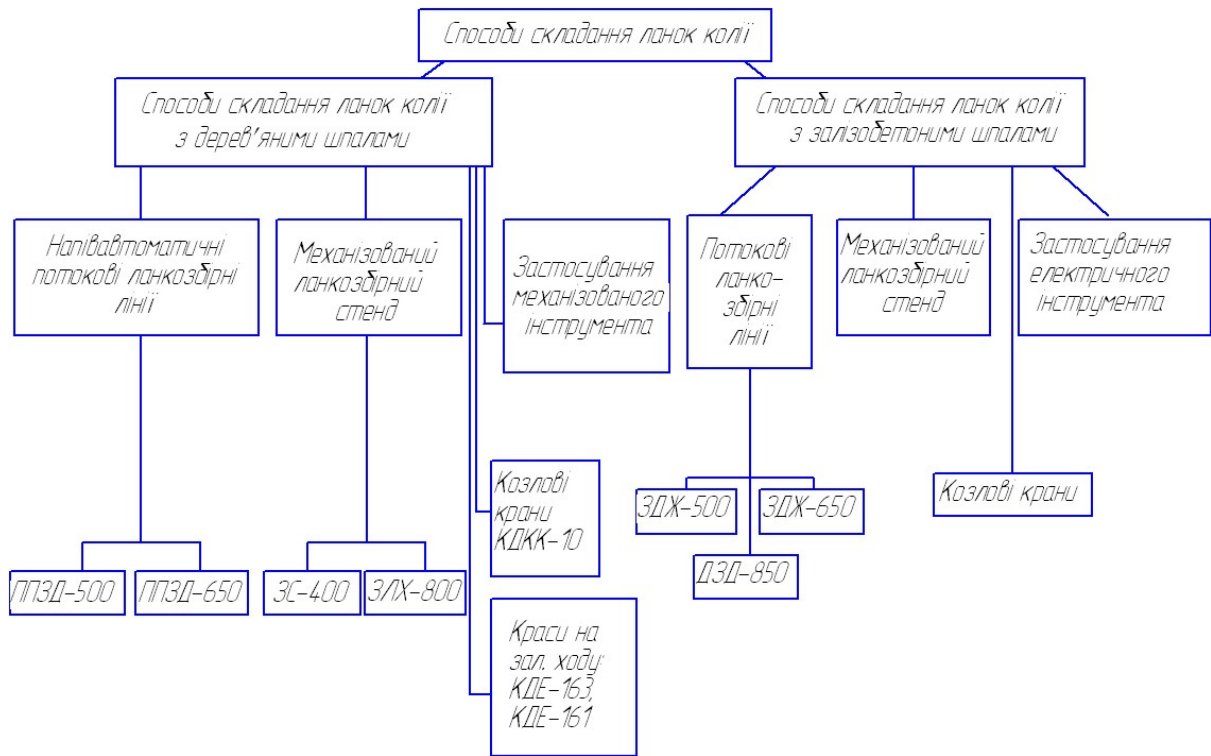 Способи складання ланок колії
Способи складання ланок колії
з дерев'яними шпалами
Способи складання ланок колії
з залізобетоними шпалами
Напівавтоматичні
потокові ланкозбірні
лінії
Механізований
ланкозбірний
стенд
Застосування
механізованого
інструмента
Потокові
ланко-
збірні
лінії
Механізований
ланкозбірний
стенд
Застосування
електричного
інструмента
Козлові
крани
КДКК-10
ЗДЖ-500
ЗДЖ-650
Козлові крани
ППЗД-500
ППЗД-650
ЗС-400
ЗЛХ-800
ДЗД-850
Краси на
зал. ходу:
КДЕ-163,
КДЕ-161